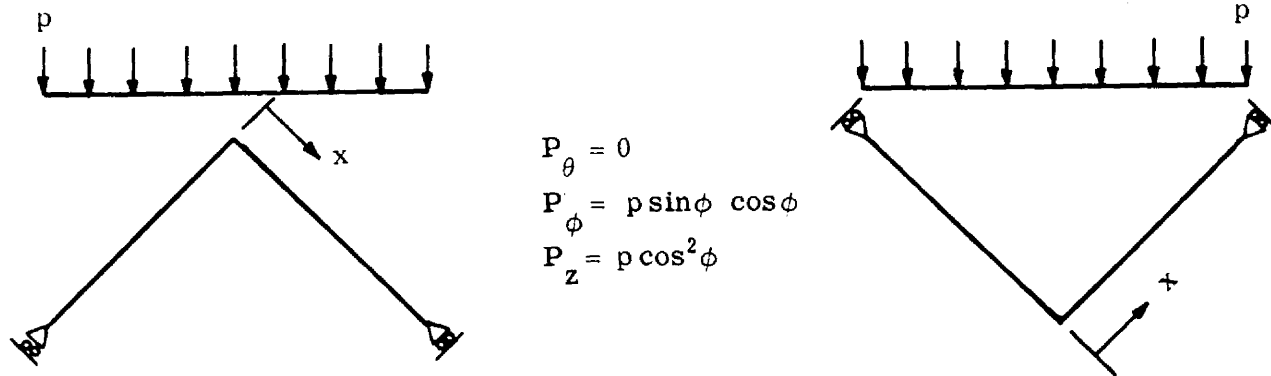 p
x
P_θ = 0
P_ϕ = p sinϕ cosϕ
P_z = p cos²ϕ
p
x